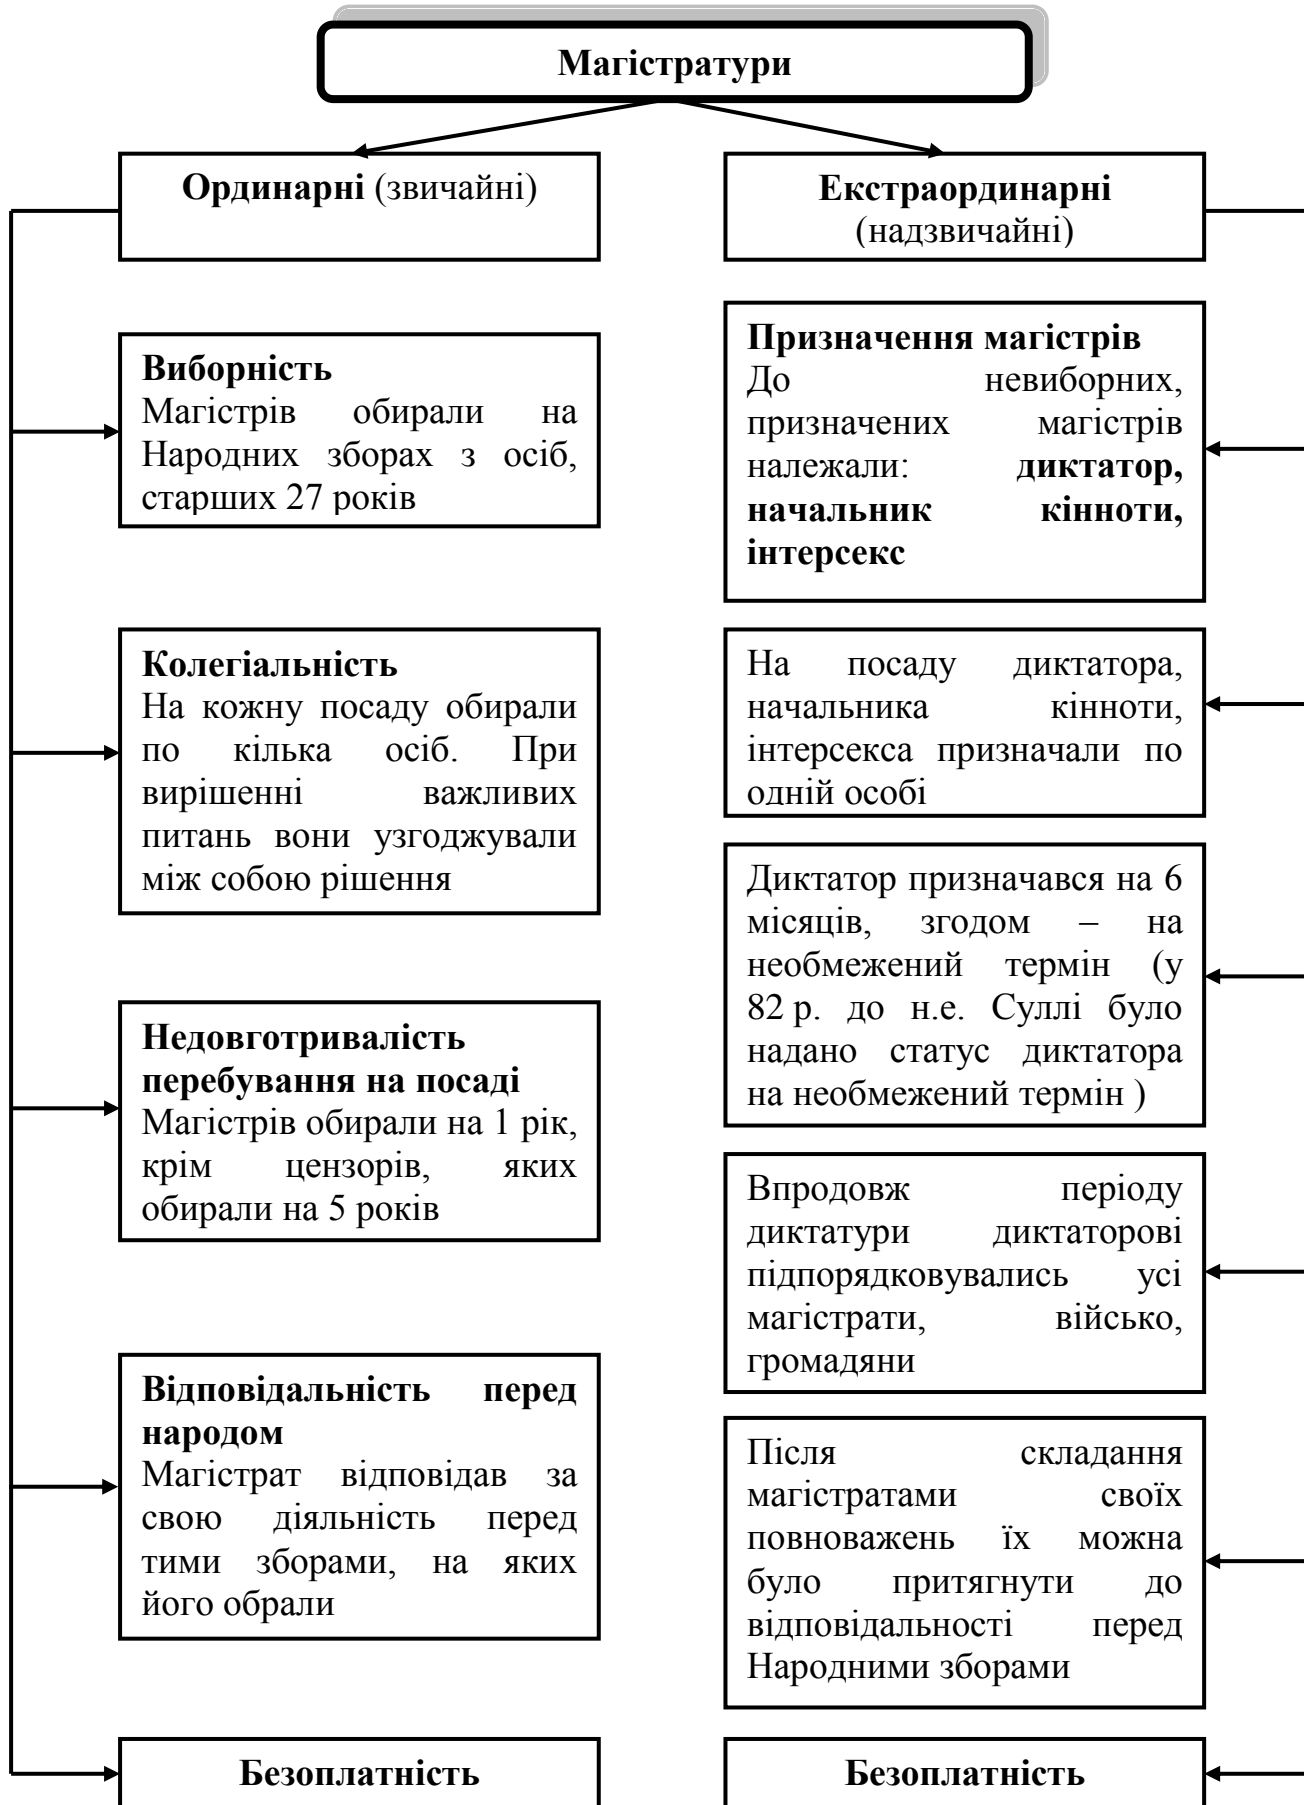 Магістратури
Ординарні (звичайні)
Екстраординарні
(надзвичайні)
Виборність
Магістрів обирали на
Народних зборах з осіб,
старших 27 років
Колегіальність
На кожну посаду обирали
по кілька осіб. При
вирішенні важливих
питань вони узгоджували
між собою рішення
Недовготривалість
перебування на посаді
Магістрів обирали на 1 рік,
крім цензорів, яких
обирали на 5 років
Відповідальність перед
народом
Магістрат відповідав за
свою діяльність перед
тими зборами, на яких
його обрали
Безоплатність
Призначення магістрів
До невиборних,
призначених магістрів
належали: диктатор,
начальник кінноти,
інтерсекс
На посаду диктатора,
начальника кінноти,
інтерсекса призначали по
одній особі
Диктатор призначався на 6
місяців, згодом – на
необмежений термін (у
82 р. до н.е. Суллі було
надано статус диктатора
на необмежений термін )
Впродовж періоду
диктатури диктаторові
підпорядковувались усі
магістрати, військо,
громадяни
Після складання
магістратами своїх
повноважень їх можна
було притягнути до
відповідальності перед
Народними зборами
Безоплатність